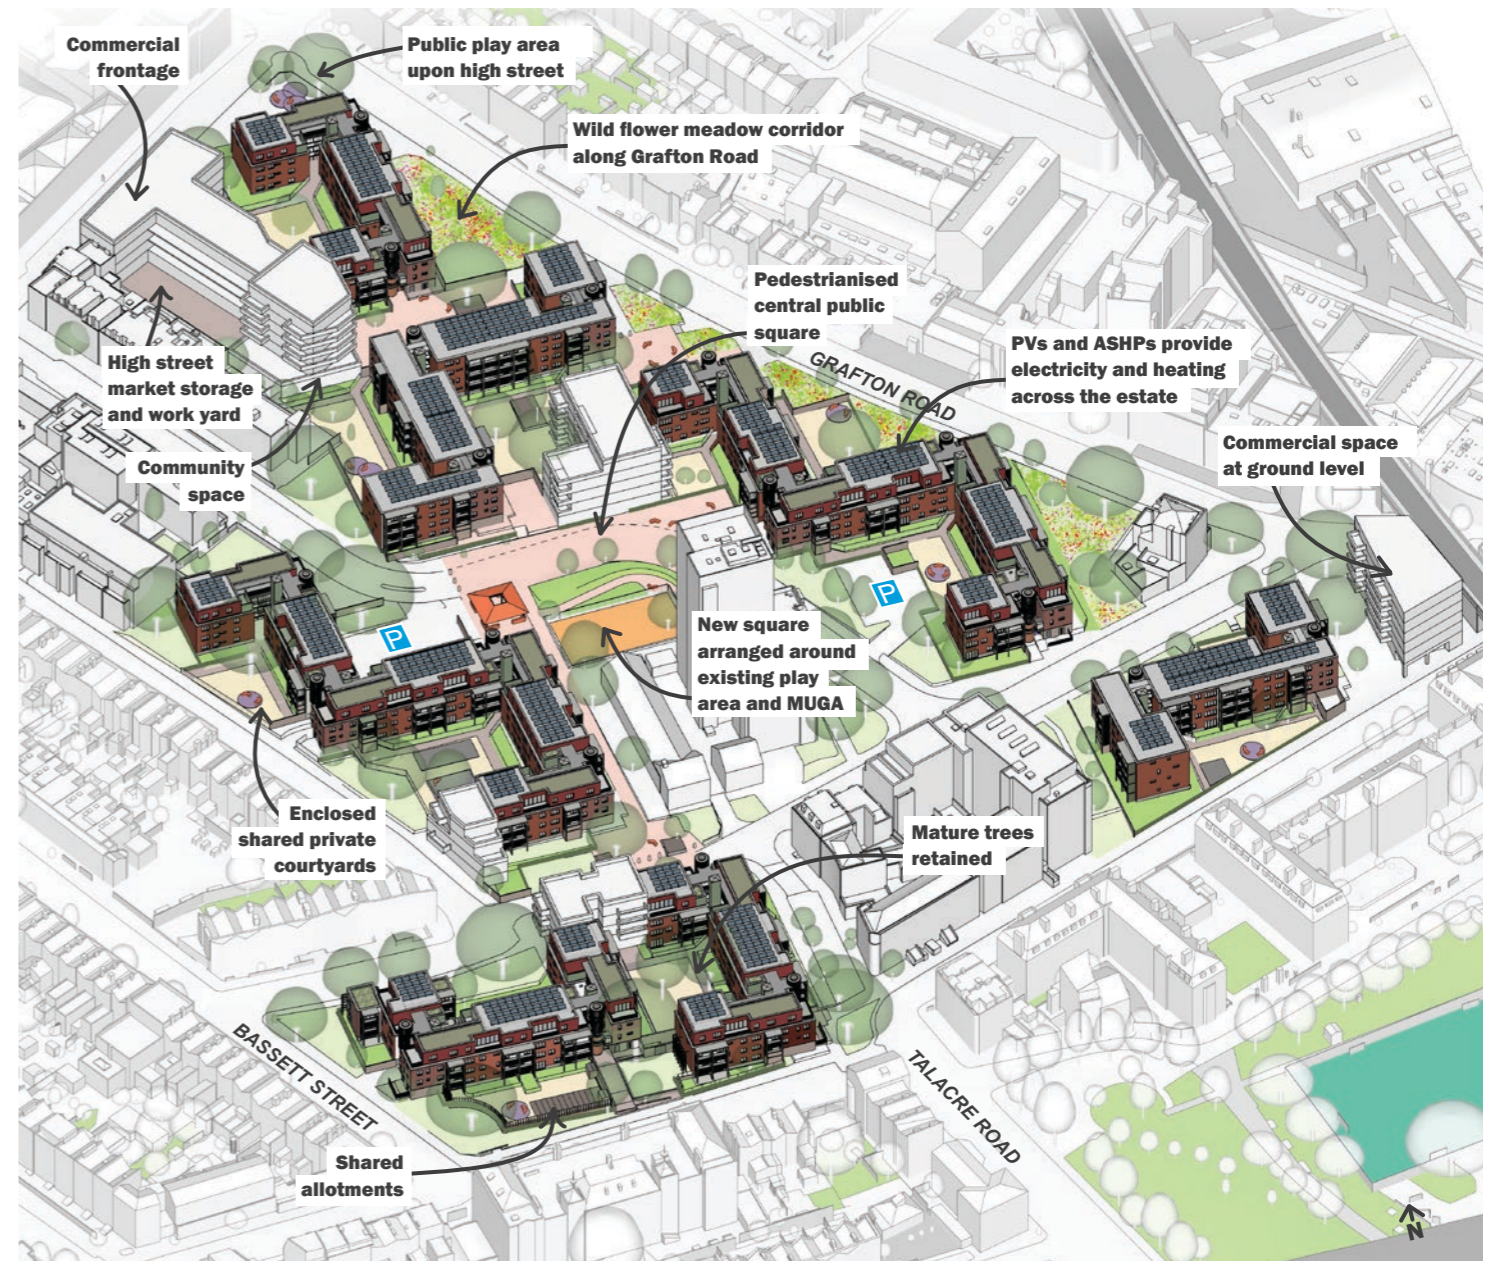 Commercial
frontage
Public play area
upon high street
Wild flower meadow corridor
along Grafton Road
Pedestrianised
central public
square
GRAFTON ROAD
PVs and ASHPs provide
electricity and heating
across the estate
High street
market storage
and work yard
Commercial space
at ground level
Community
space
P
P
New square
arranged around
existing play
area and MUGA
Enclosed
shared private
courtyards
Mature trees
retained
BASSETT STREET
TALACRE ROAD
Shared
allotments
N